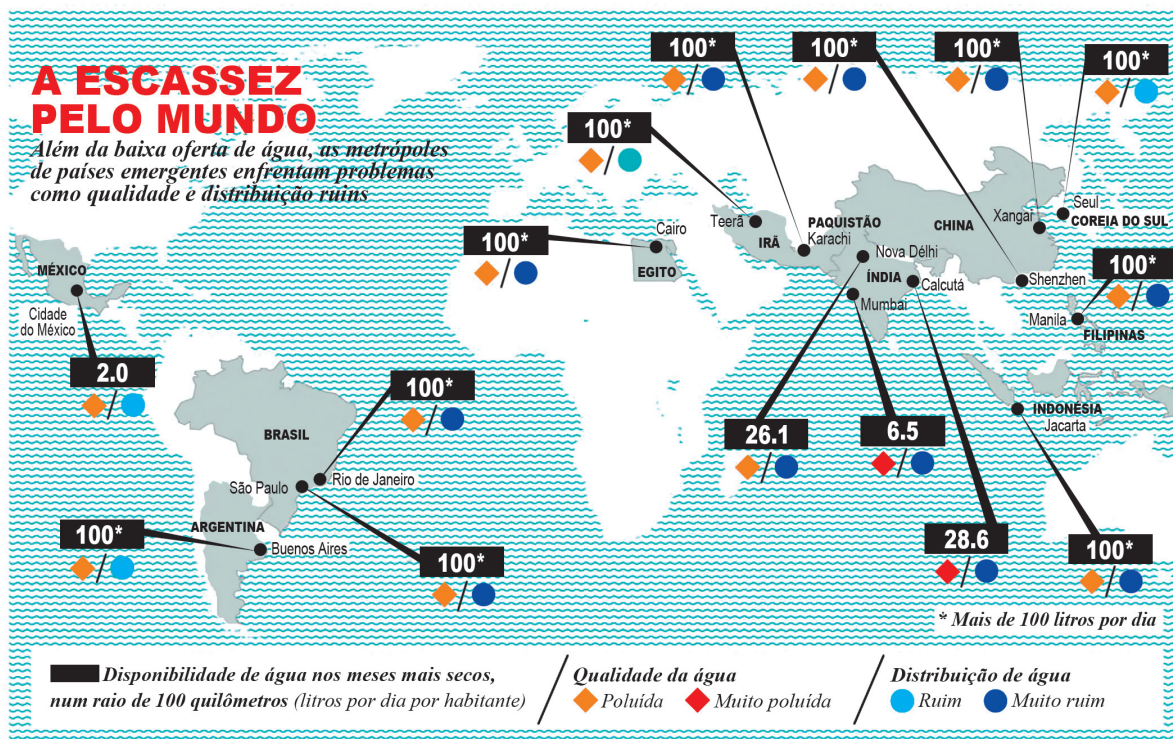 A ESCASSEZ
PELO MUNDO
Além da baixa oferta de água, as metrópoles
de países emergentes enfrentam problemas
como qualidade e distribuição ruins
100*
100*
100*
100*
100*
100*
100*
2.0
100*
100*
100*
26.1
6.5
28.6
100*
MÉXICO
Cidade
do México
BRASIL
Rio de Janeiro
São Paulo
ARGENTINA
Buenos Aires
Cairo
EGITO
Teerã
IRÃ
PAQUISTÃO
Karachi
Nova Délhi
ÍNDIA
Calcutá
Mumbai
CHINA
Xangai
Seul
COREIA DO SUL
Shenzhen
Manila
FILIPINAS
INDONÉSIA
Jacarta
* Mais de 100 litros por dia
Disponibilidade de água nos meses mais secos,
num raio de 100 quilômetros (litros por dia por habitante)
Qualidade da água
Poluída
Muito poluída
Distribuição de água
Ruim
Muito ruim